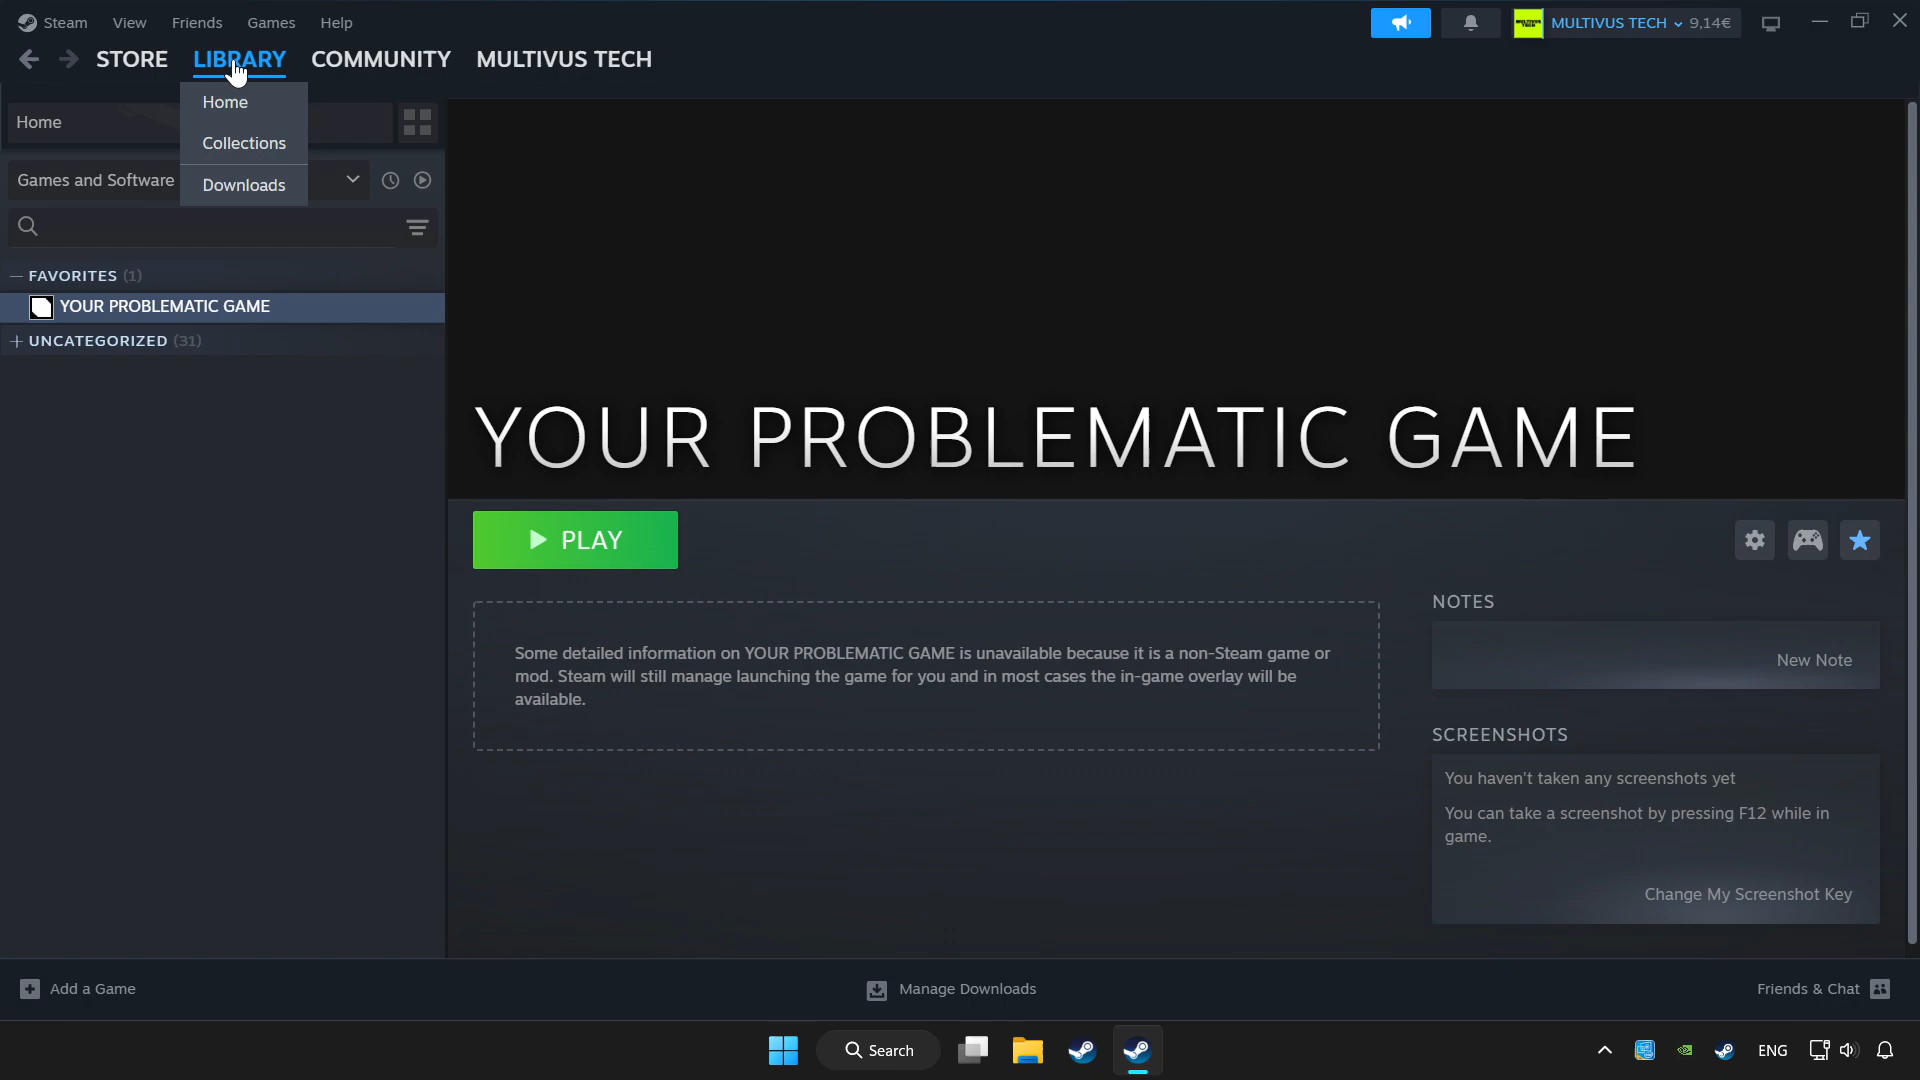 Steam
View
Friends
Games
Help
MULTIVUS TECH
9,14€
STORE
LIBRARY
COMMUNITY
MULTIVUS TECH
Home
Home
Collections
Downloads
Games and Software
FAVORITES (1)
YOUR PROBLEMATIC GAME
UNCATEGORIZED (31)
YOUR PROBLEMATIC GAME
PLAY
Some detailed information on YOUR PROBLEMATIC GAME is unavailable because it is a non-Steam game or
mod. Steam will still manage launching the game for you and in most cases the in-game overlay will be
available.
NOTES
New Note
SCREENSHOTS
You haven't taken any screenshots yet
You can take a screenshot by pressing F12 while in
game.
Change My Screenshot Key
Add a Game
Manage Downloads
Friends & Chat
Search
ENG